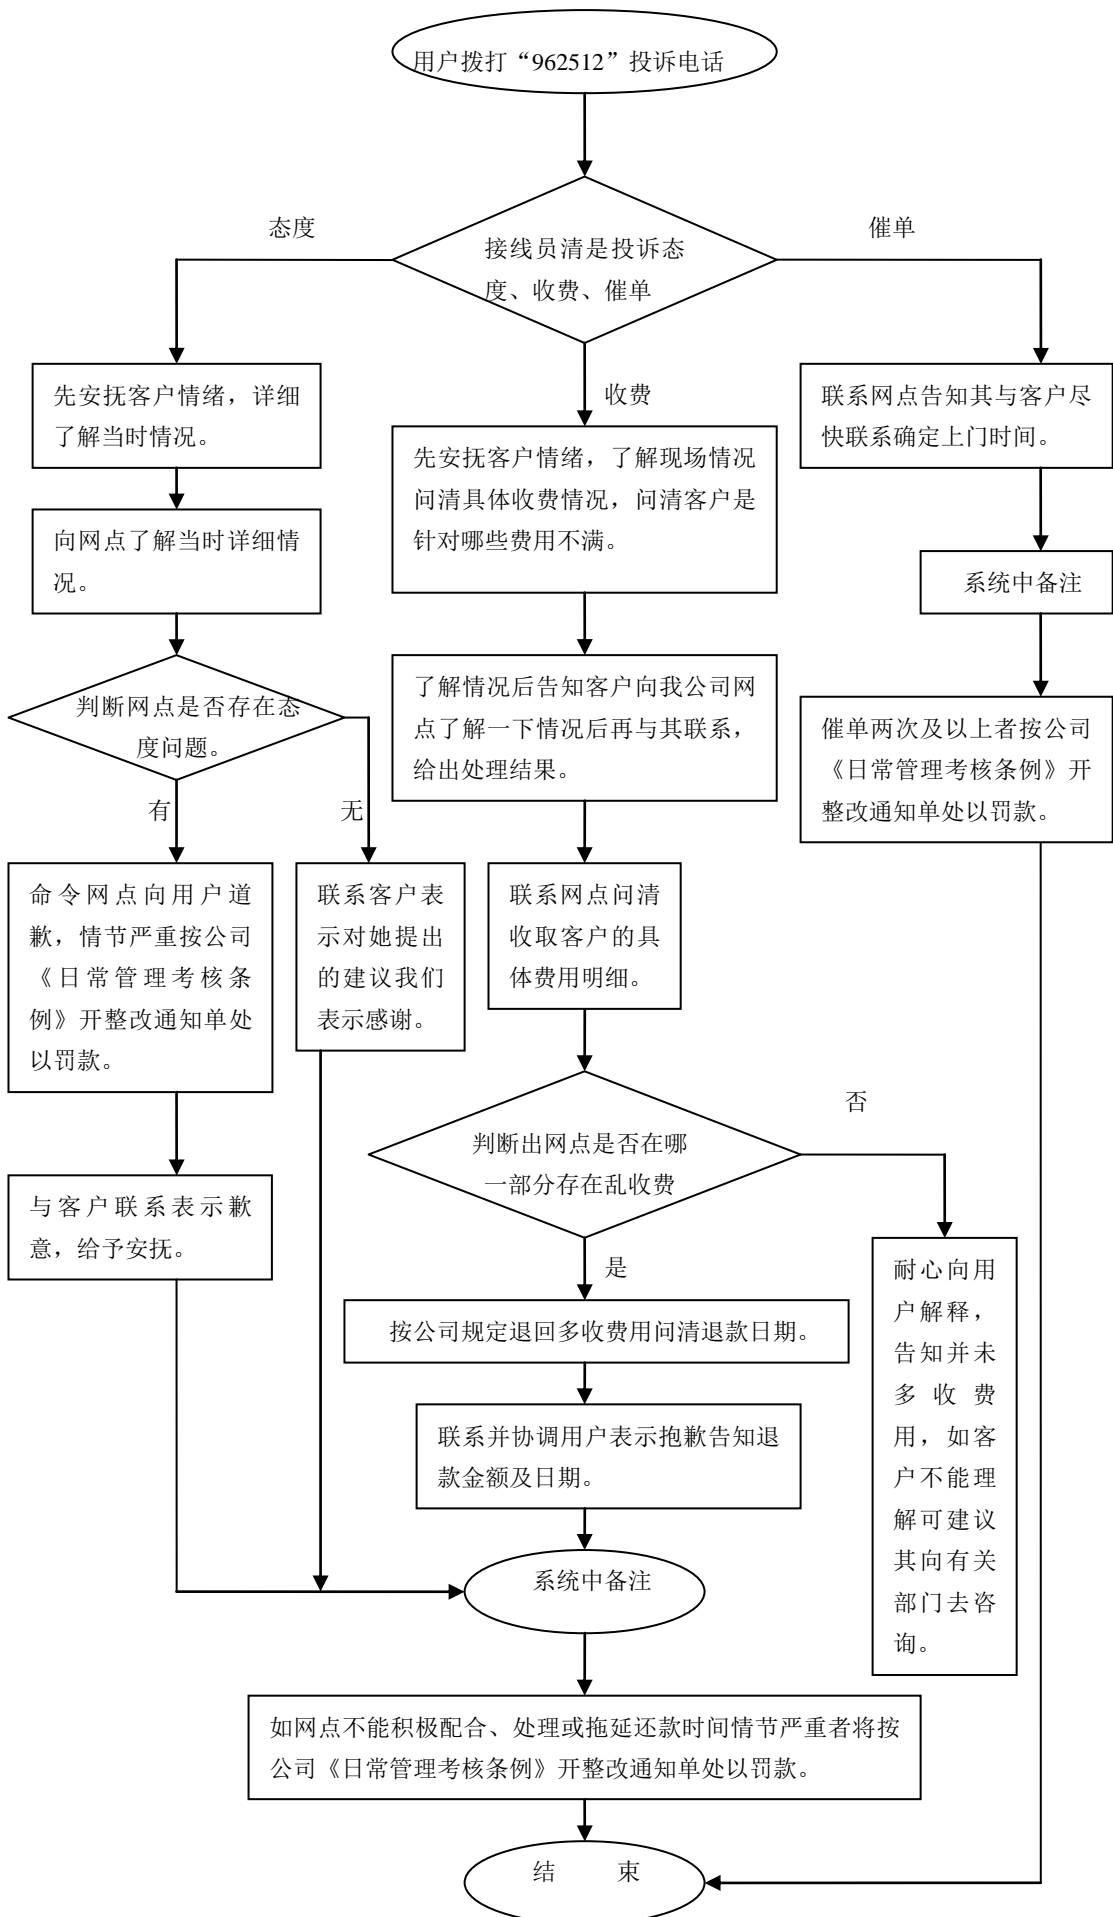 用户拨打“962512”投诉电话
态度
催单
接线员清是投诉态
度、收费、催单
先安抚客户情绪，详细
了解当时情况。
收费
联系网点告知其与客户尽
快联系确定上门时间。
先安抚客户情绪，了解现场情况
问清具体收费情况，问清客户是
针对哪些费用不满。
向网点了解当时详细情
况。
系统中备注
判断网点是否存在态
度问题。
了解情况后告知客户向我公司网
点了解一下情况后再与其联系，
给出处理结果。
催单两次及以上者按公司
《日常管理考核条例》开
整改通知单处以罚款。
有
无
命令网点向用户道
歉，情节严重按公司
《日常管理考核条
例》开整改通知单处
以罚款。
联系客户表
示对她提出
的建议我们
表示感谢。
联系网点问清
收取客户的具
体费用明细。
否
判断出网点是否在哪
一部分存在乱收费
与客户联系表示歉
意，给予安抚。
是
耐心向用
户解释，
告知并未
多收费
用，如客
户不能理
解可建议
其向有关
部门去咨
询。
按公司规定退回多收费用问清退款日期。
联系并协调用户表示抱歉告知退
款金额及日期。
系统中备注
如网点不能积极配合、处理或拖延还款时间情节严重者将按
公司《日常管理考核条例》开整改通知单处以罚款。
结 束